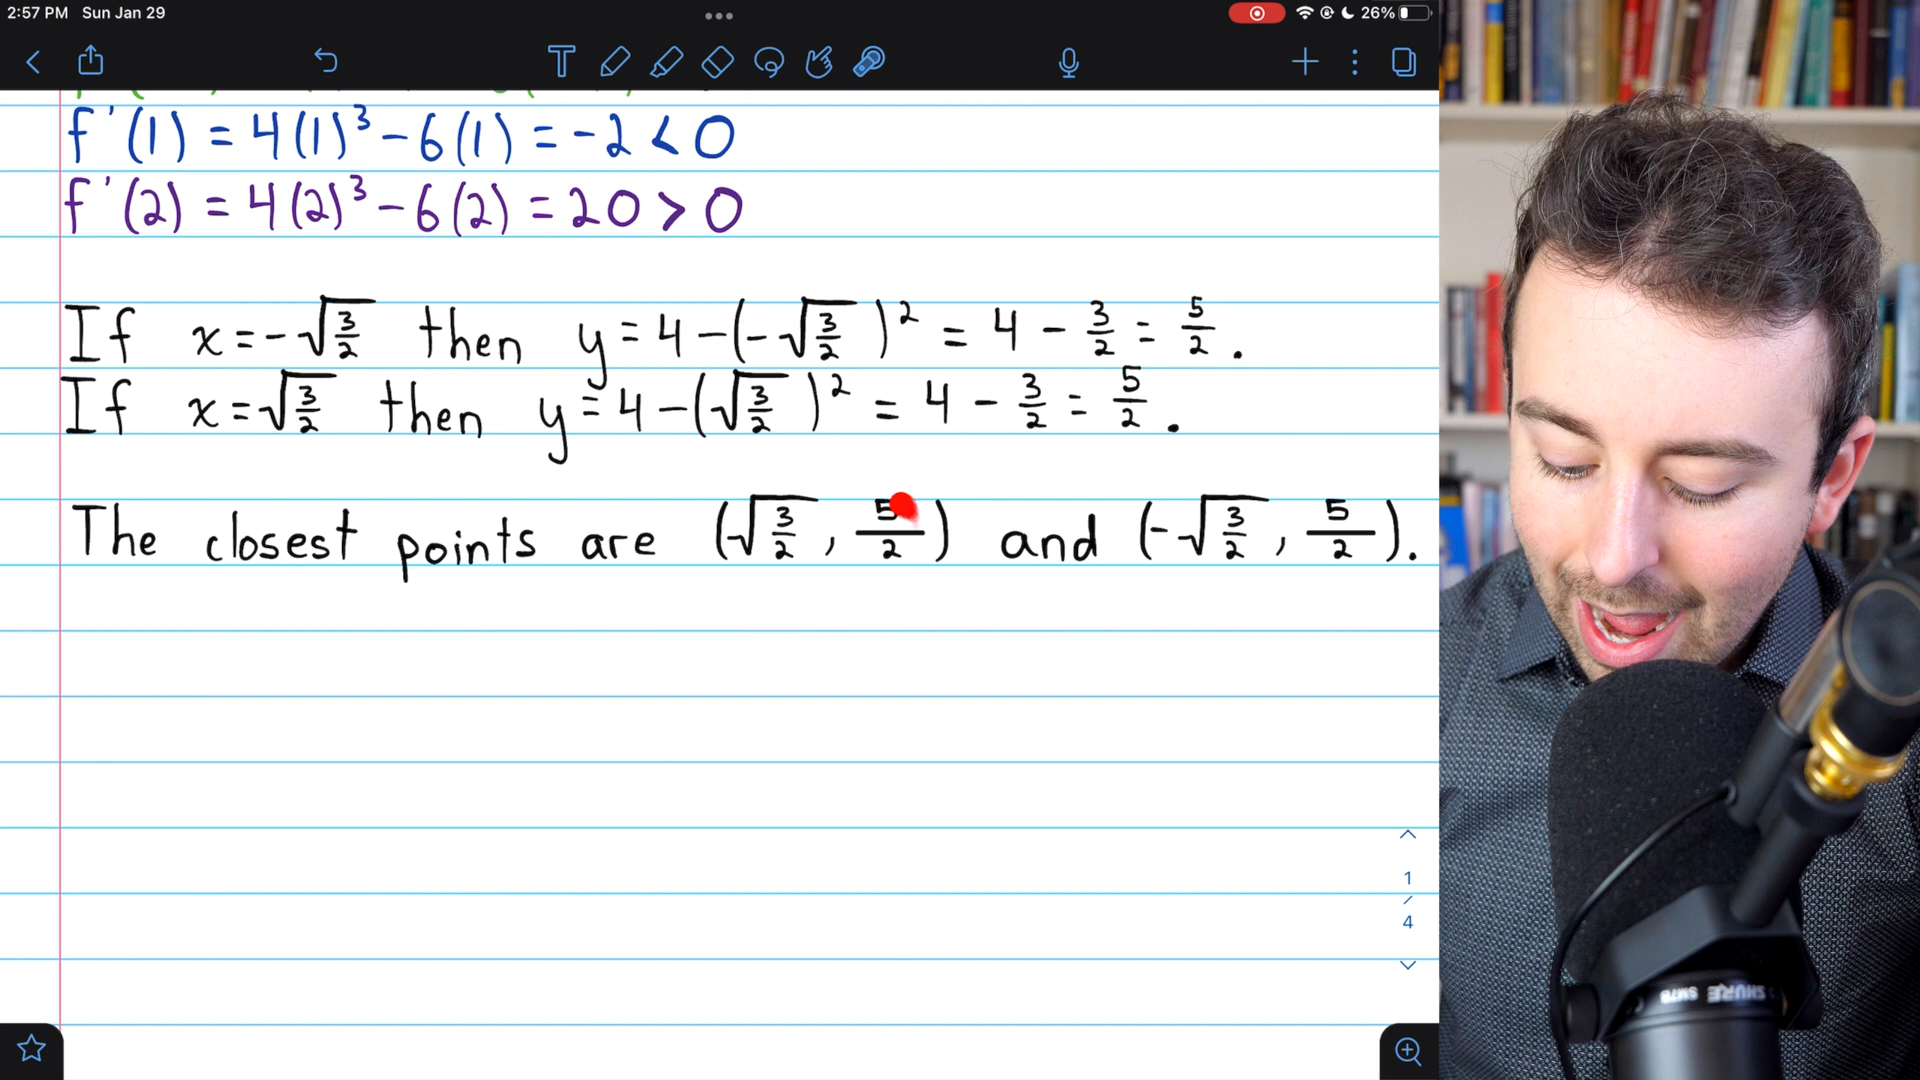 2:57 PM Sun Jan 29
26%
f'(1) = 4(1)³ - 6(1) = -2 < 0
f'(2) = 4(2)³ - 6(2) = 20 > 0
If x = -√(3/2) then y = 4 - (-√(3/2))² = 4 - 3/2 = 5/2.
If x = √(3/2) then y = 4 - (√(3/2))² = 4 - 3/2 = 5/2.
The closest points are (√(3/2), 5/2) and (-√(3/2), 5/2).
1
/
4
SHURE
SM7B